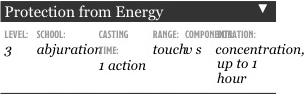 Protection from Energy ▼
LEVEL: SCHOOL: CASTING RANGE: COMPONENTS: DURATION:
3 abjuration TIME: touch v s concentration,
1 action up to 1
hour